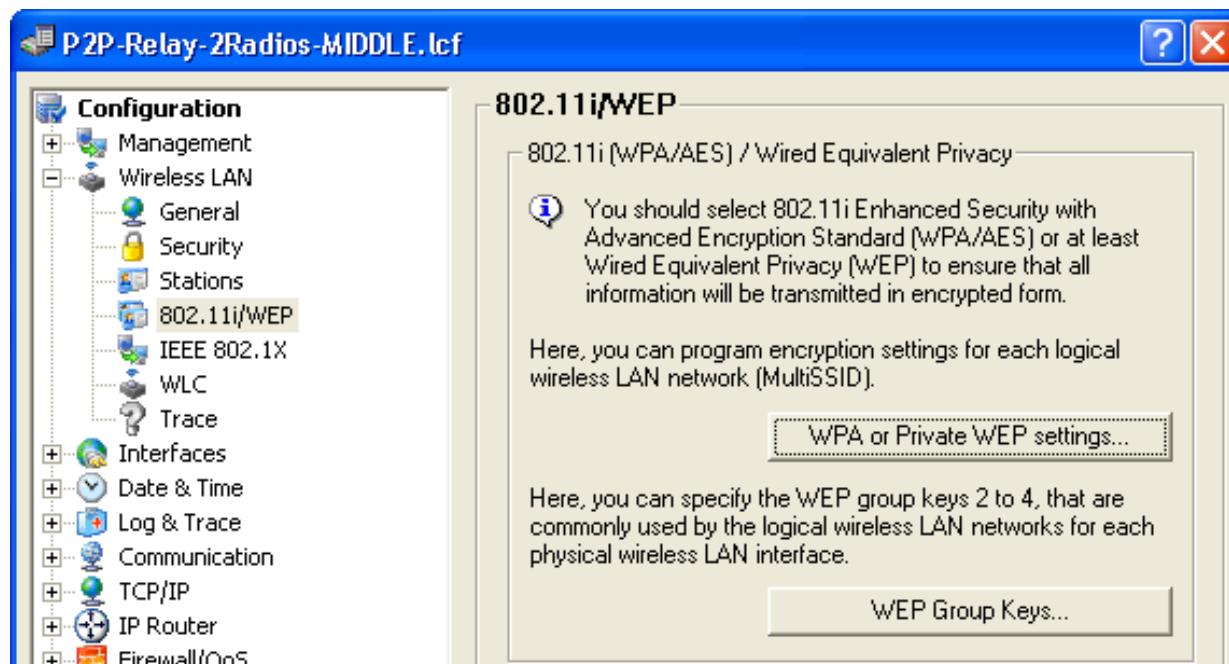 P2P-Relay-2Radios-MIDDLE.lcf
Configuration
Management
Wireless LAN
General
Security
Stations
802.11i/WEP
IEEE 802.1X
WLC
Trace
Interfaces
Date & Time
Log & Trace
Communication
TCP/IP
IP Router
Firewall/QoS
802.11i/WEP
802.11i (WPA/AES) / Wired Equivalent Privacy
You should select 802.11i Enhanced Security with
Advanced Encryption Standard (WPA/AES) or at least
Wired Equivalent Privacy (WEP) to ensure that all
information will be transmitted in encrypted form.
Here, you can program encryption settings for each logical
wireless LAN network (MultiSSID).
WPA or Private WEP settings...
Here, you can specify the WEP group keys 2 to 4, that are
commonly used by the logical wireless LAN networks for each
physical wireless LAN interface.
WEP Group Keys...